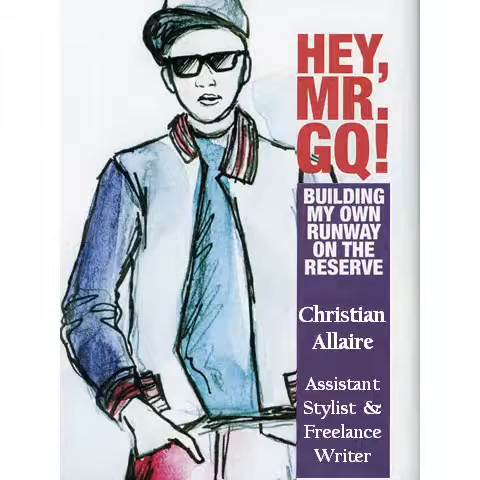 HEY,
MR.
GQ!
BUILDING
MY OWN
RUNWAY
ON THE
RESERVE
Christian
Allaire
Assistant
Stylist &
Freelance
Writer